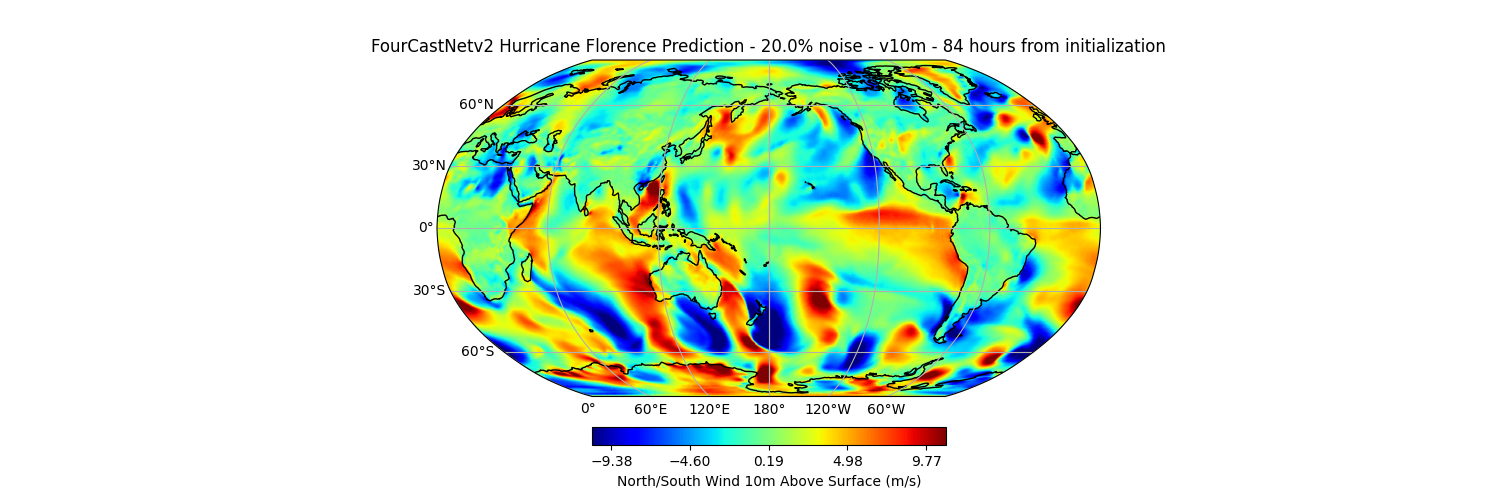 FourCastNetv2 Hurricane Florence Prediction - 20.0% noise - v10m - 84 hours from initialization
60°N
30°N
0°
30°S
60°S
0° 60°E 120°E 180° 120°W 60°W
−9.38 −4.60 0.19 4.98 9.77
North/South Wind 10m Above Surface (m/s)